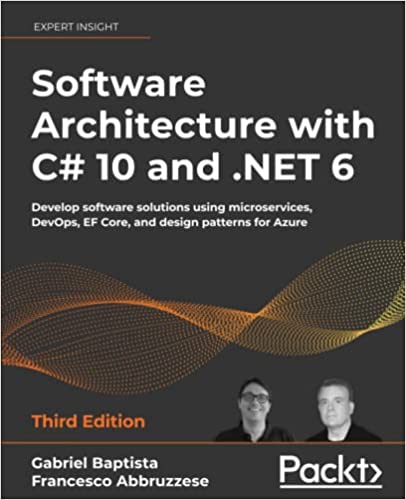 EXPERT INSIGHT
Software
Architecture with
C# 10 and .NET 6
Develop software solutions using microservices,
DevOps, EF Core, and design patterns for Azure
Third Edition
Gabriel Baptista
Francesco Abbruzzese
Packt>